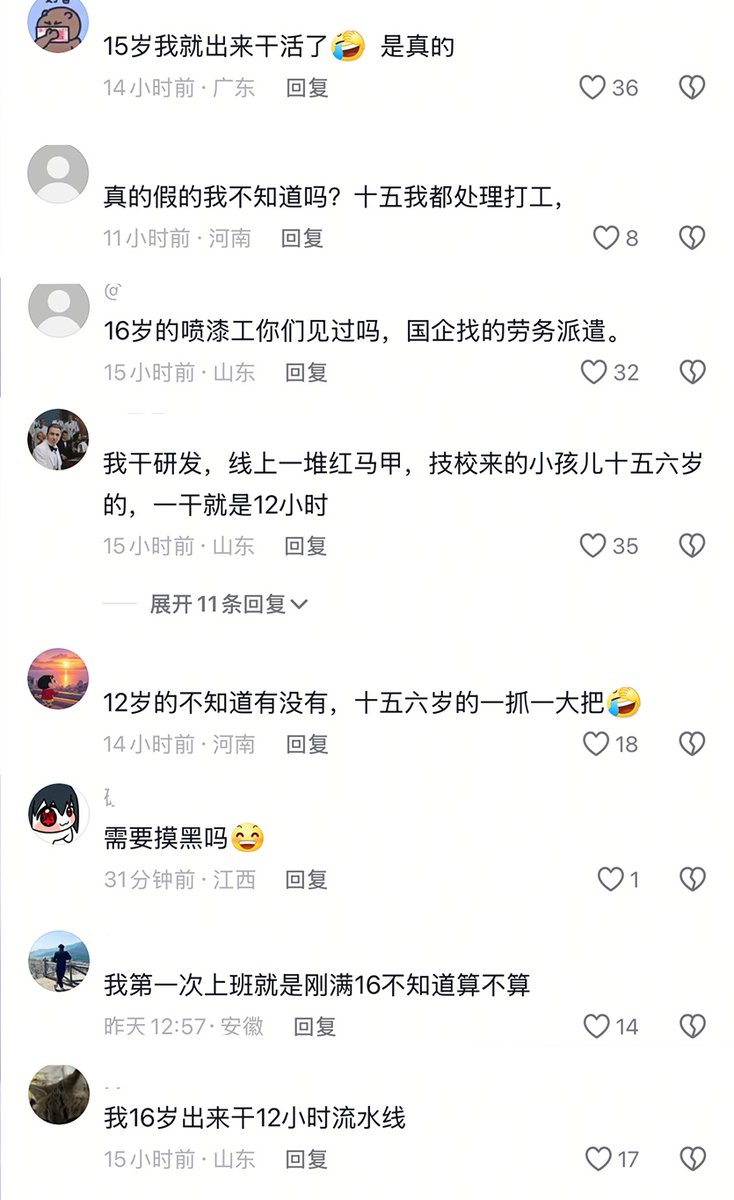 15岁我就出来干活了🤣 是真的
14小时前·广东 回复 36
真的假的我不知道吗？十五我都处理打工，
11小时前·河南 回复 8
@
16岁的喷漆工你们见过吗，国企找的劳务派遣。
15小时前·山东 回复 32
我干研发，线上一堆红马甲，技校来的小孩儿十五六岁
的，一干就是12小时
15小时前·山东 回复 35
展开11条回复
12岁的不知道有没有，十五六岁的一抓一大把🤣
14小时前·河南 回复 18
需要摸黑吗😄
31分钟前·江西 回复 1
我第一次上班就是刚满16不知道算不算
昨天12:57·安徽 回复 14
我16岁出来干12小时流水线
15小时前·山东 回复 17